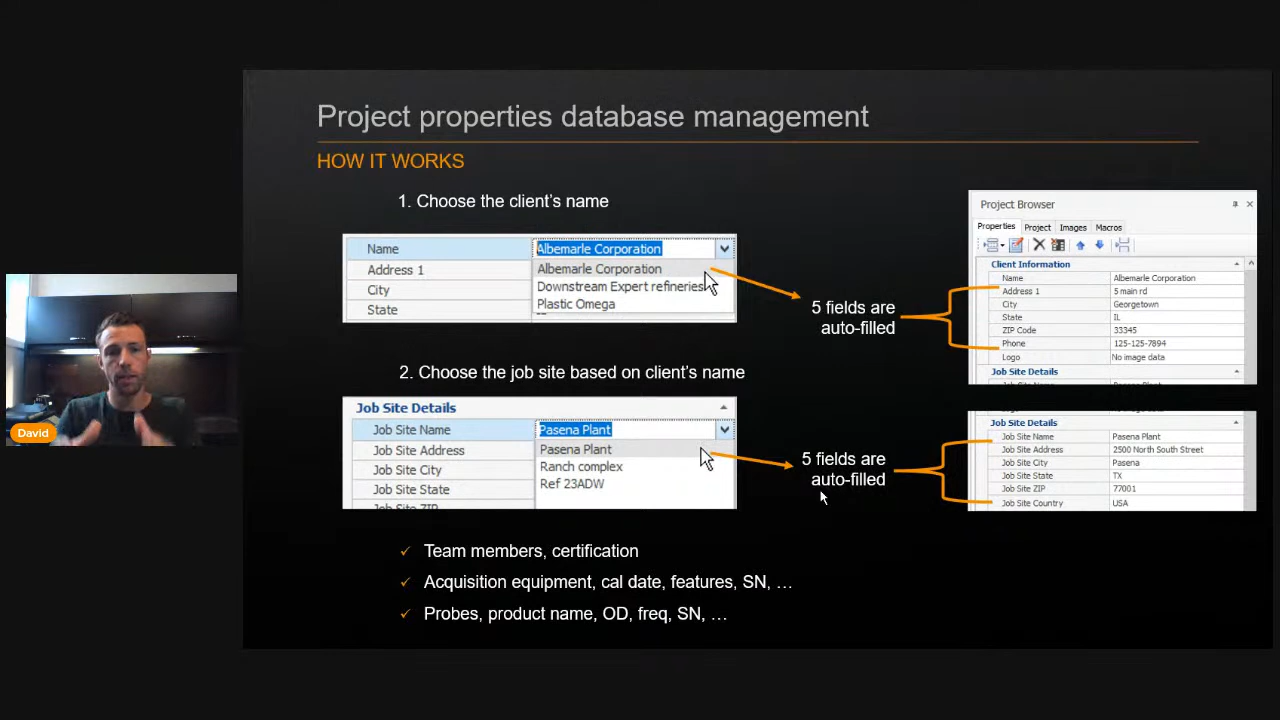 Project properties database management
HOW IT WORKS
1. Choose the client's name
Name Albemarle Corporation
Address 1 Albemarle Corporation
City Downstream Expert refineries
State Plastic Omega
5 fields are
auto-filled
Project Browser
Properties Project Images Macros
Client Information
Name Albemarle Corporation
Address 1 5 main rd
City Georgetown
State IL
ZIP Code 33345
Phone 125-125-7894
Logo No image data
Job Site Details
2. Choose the job site based on client's name
Job Site Details
Job Site Name Pasena Plant
Job Site Address Pasena Plant
Job Site City Ranch complex
Job Site State Ref 23ADW
5 fields are
auto-filled
Job Site Details
Job Site Name Pasena Plant
Job Site Address 2500 North South Street
Job Site City Pasena
Job Site State TX
Job Site ZIP 77001
Job Site Country USA
David
✓ Team members, certification
✓ Acquisition equipment, cal date, features, SN, …
✓ Probes, product name, OD, freq, SN, …